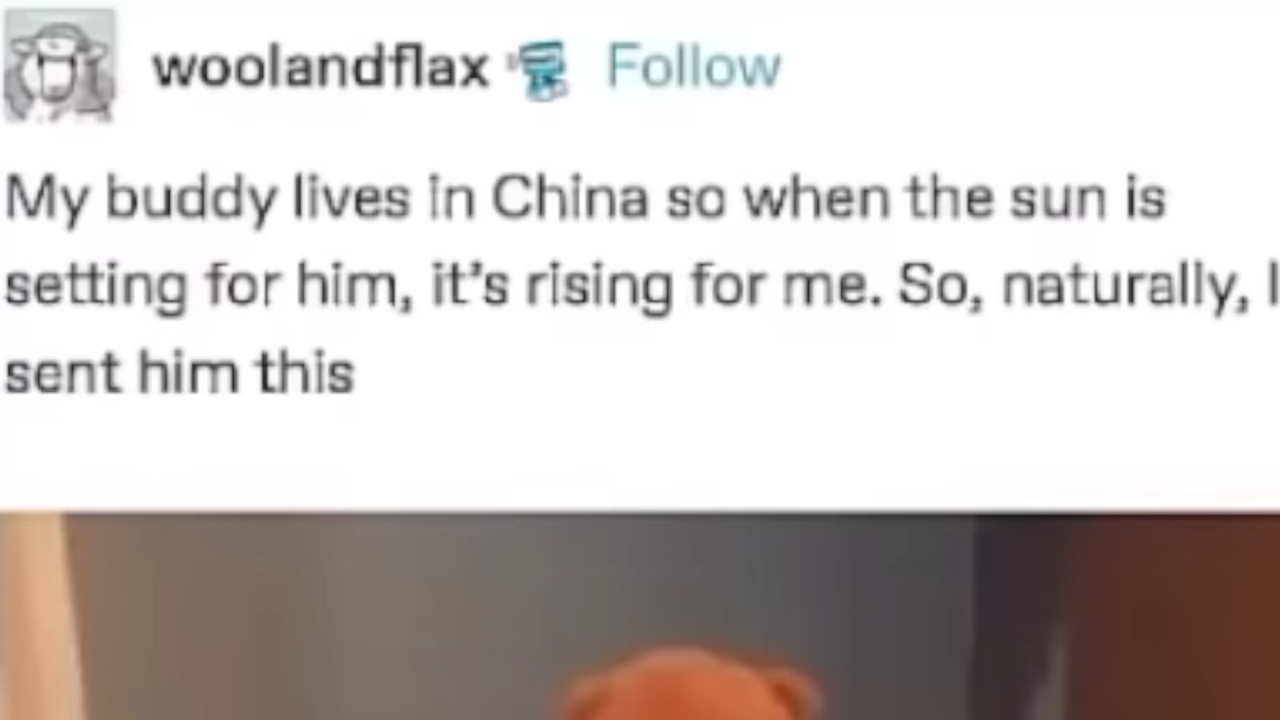 woolandflax Follow
My buddy lives in China so when the sun is
setting for him, it's rising for me. So, naturally, I
sent him this